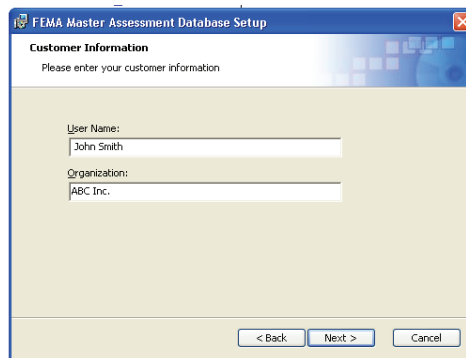 FEMA Master Assessment Database Setup
Customer Information
Please enter your customer information
User Name:
John Smith
Organization:
ABC Inc.
< Back Next > Cancel